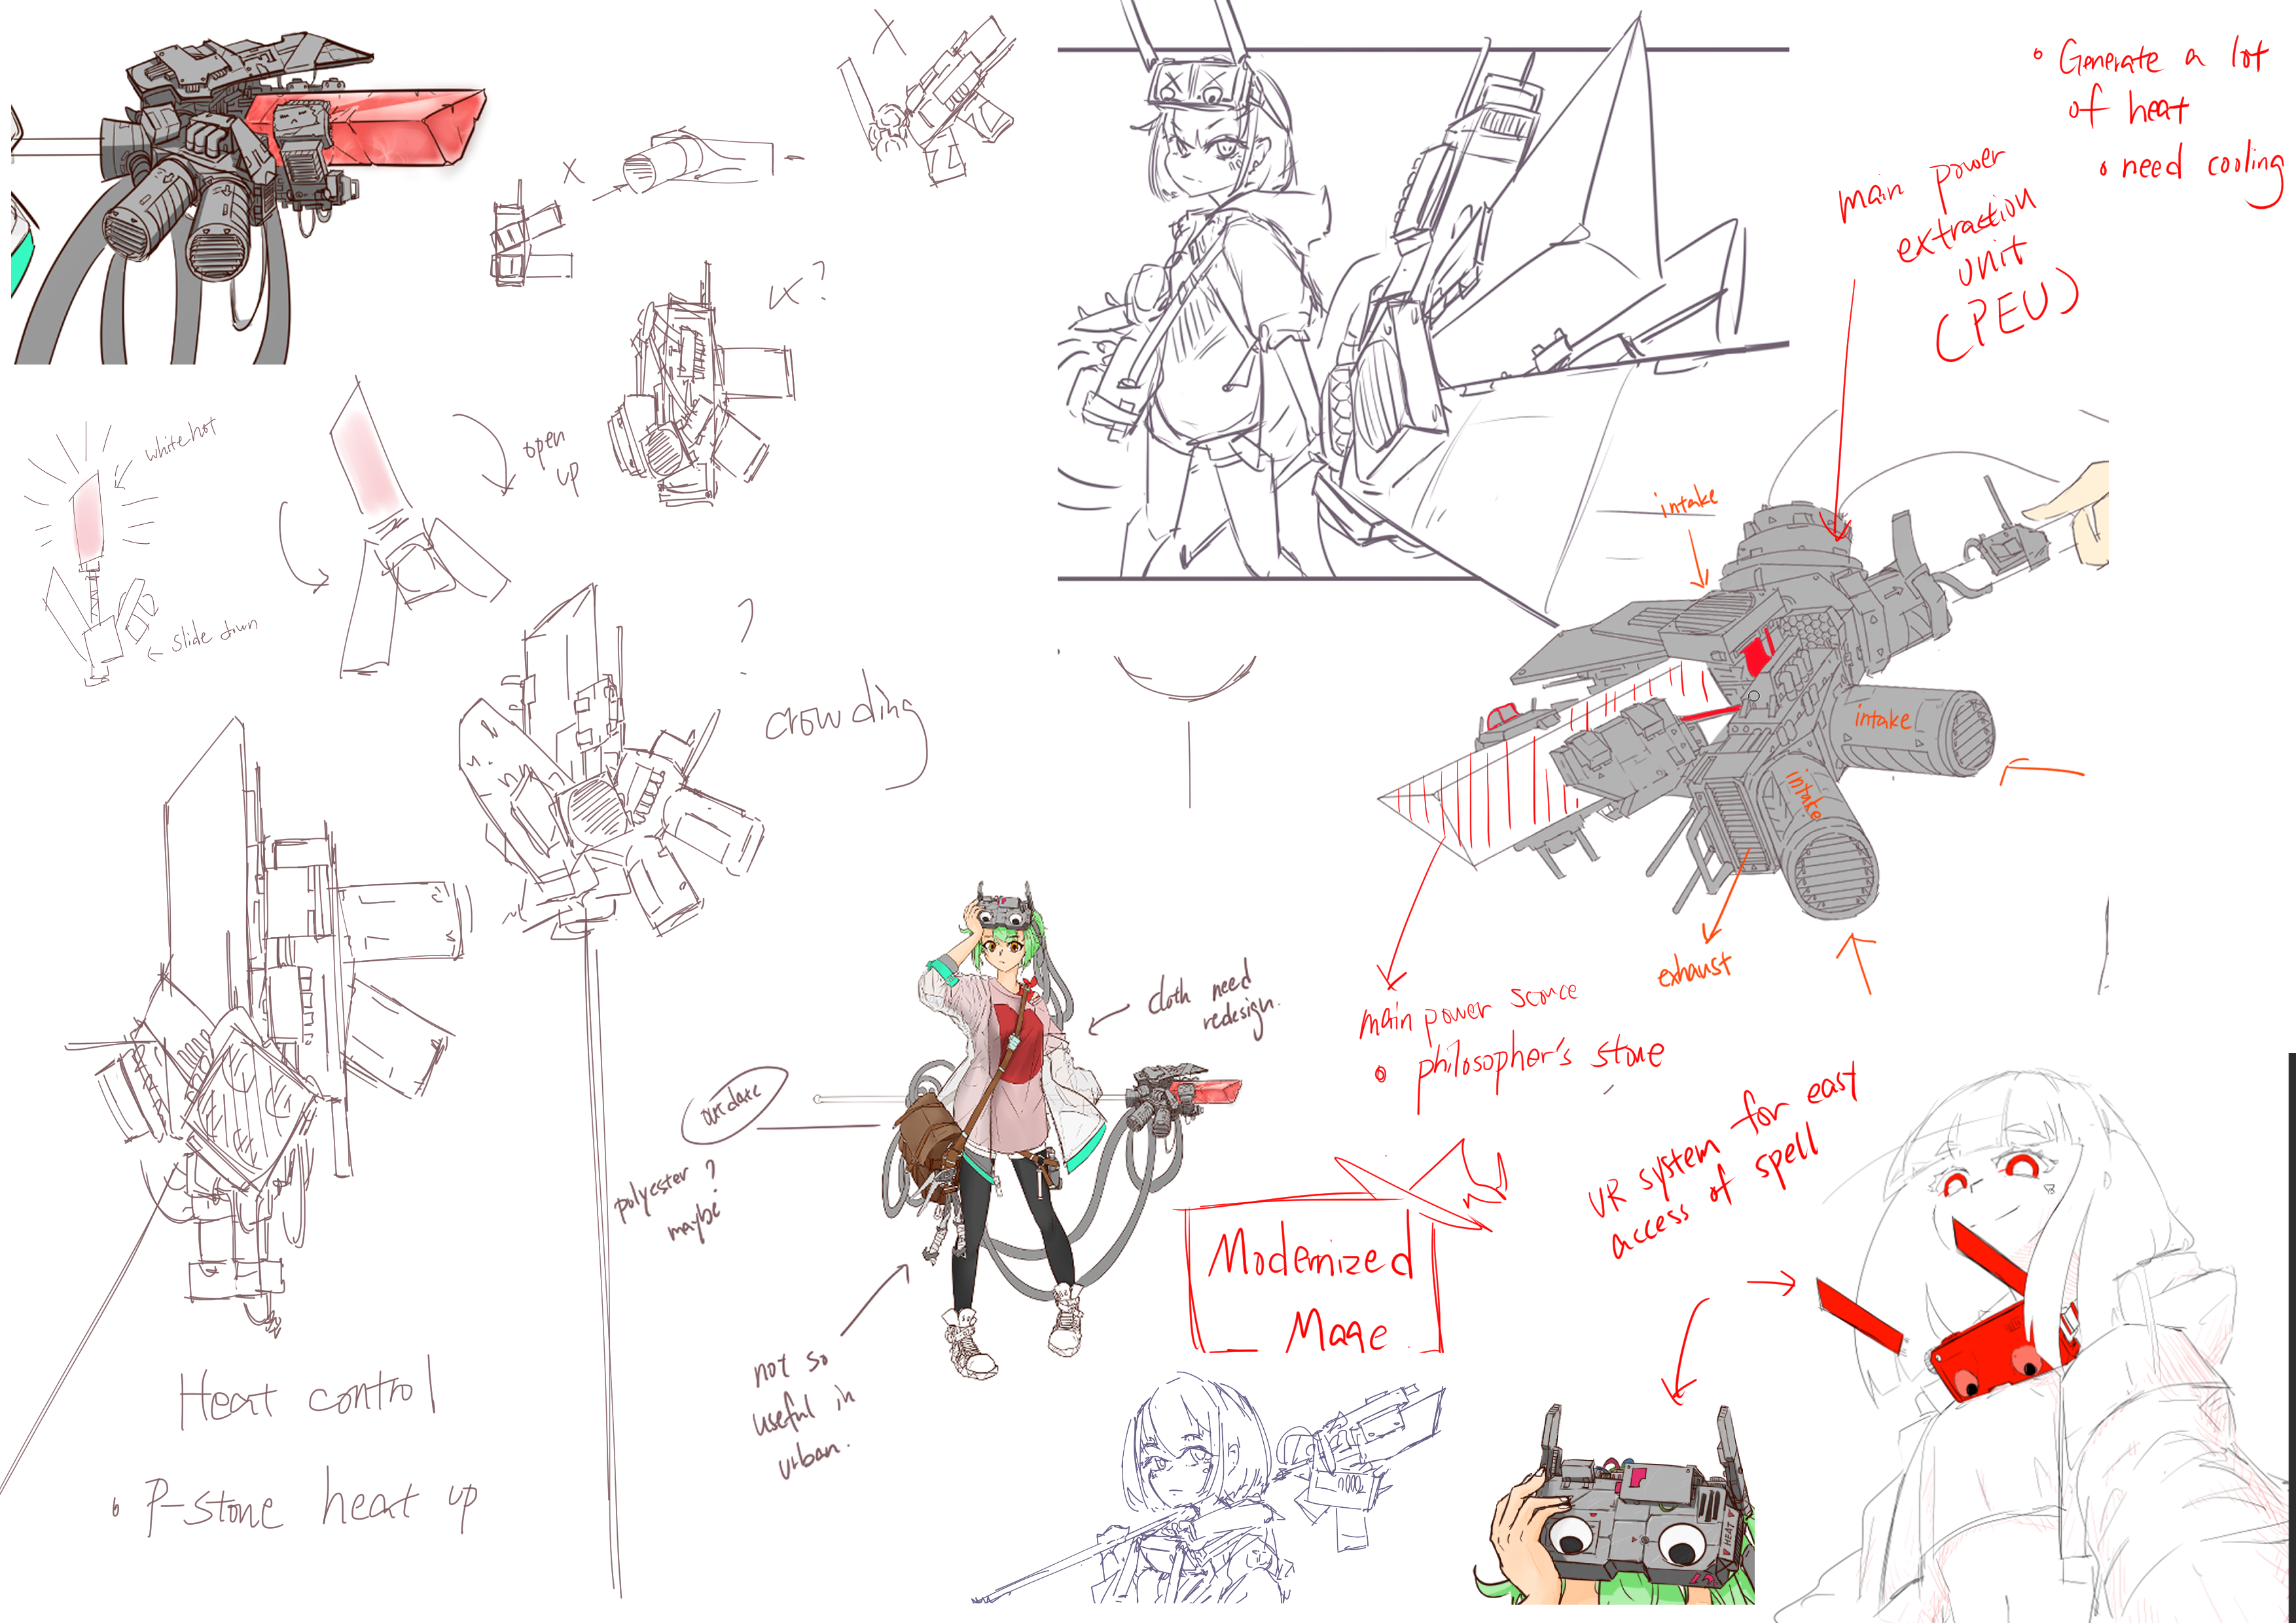 Generate a lot
of heat
need cooling
main power
extraction
unit
(PEU)
X
X
X?
white hot
open
up
slide down
?
crowding
intake
intake
intake
exhaust
main power source
philosopher's stone
cloth need
redesign.
outdate
polyester?
maybe
not so
useful in
urban.
VR system for east
access of spell
Modernized
Mage
HEAT
Heat control
P-stone heat up